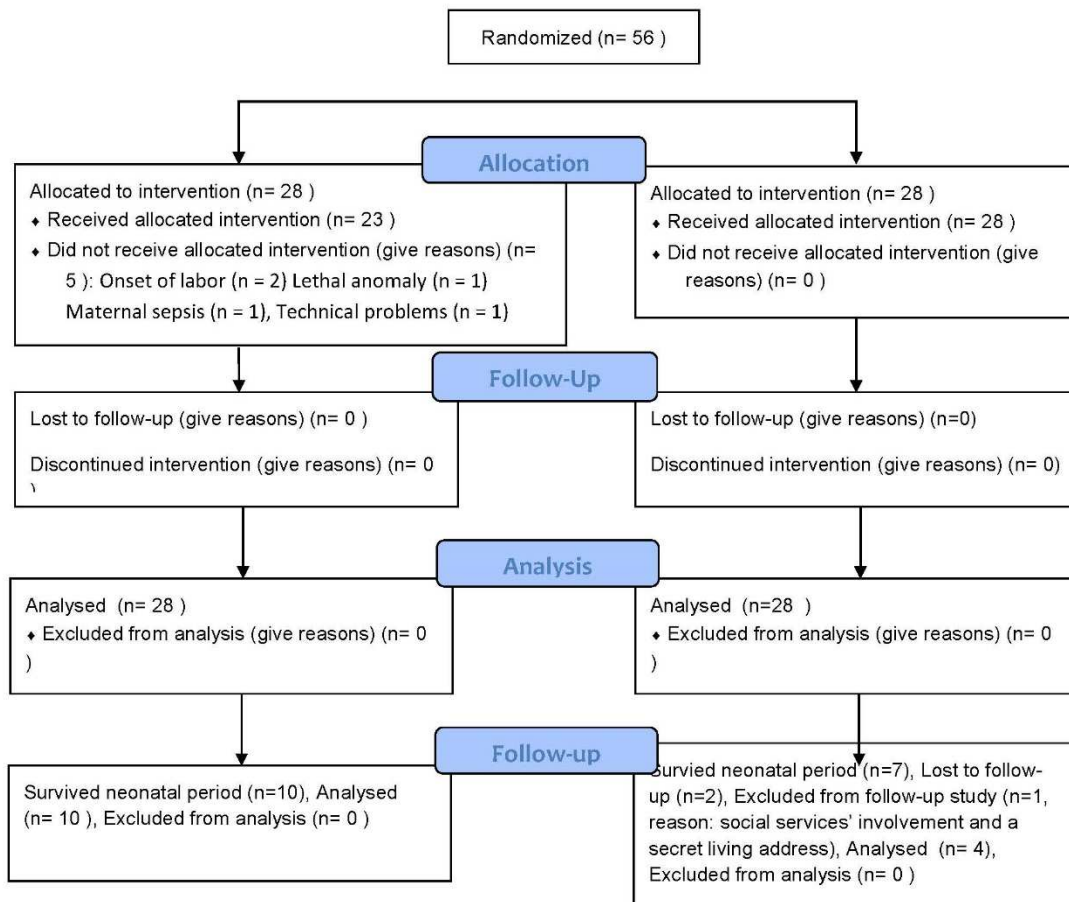 Randomized (n= 56 )
Allocation
Allocated to intervention (n= 28 )
♦ Received allocated intervention (n= 23 )
♦ Did not receive allocated intervention (give reasons) (n=
5 ): Onset of labor (n = 2) Lethal anomaly (n = 1)
Maternal sepsis (n = 1), Technical problems (n = 1)
Allocated to intervention (n= 28 )
♦ Received allocated intervention (n= 28 )
♦ Did not receive allocated intervention (give
reasons) (n= 0 )
Follow-Up
Lost to follow-up (give reasons) (n= 0 )
Discontinued intervention (give reasons) (n= 0
)
Lost to follow-up (give reasons) (n=0)
Discontinued intervention (give reasons) (n= 0)
Analysis
Analysed (n= 28 )
♦ Excluded from analysis (give reasons) (n= 0
)
Analysed (n=28 )
♦ Excluded from analysis (give reasons) (n= 0
)
Follow-up
Survived neonatal period (n=10), Analysed
(n= 10 ), Excluded from analysis (n= 0 )
Survied neonatal period (n=7), Lost to follow-
up (n=2), Excluded from follow-up study (n=1,
reason: social services' involvement and a
secret living address), Analysed (n= 4),
Excluded from analysis (n= 0 )